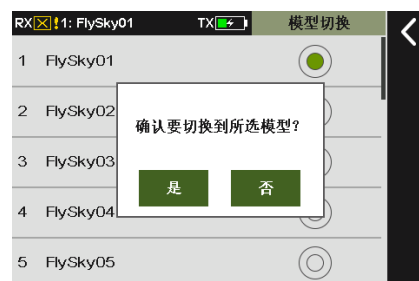 RX 1: FlySky01 TX 模型切换
1 FlySky01
2 FlySky02
确认要切换到所选模型？
3 FlySky03
是 否
4 FlySky04
5 FlySky05